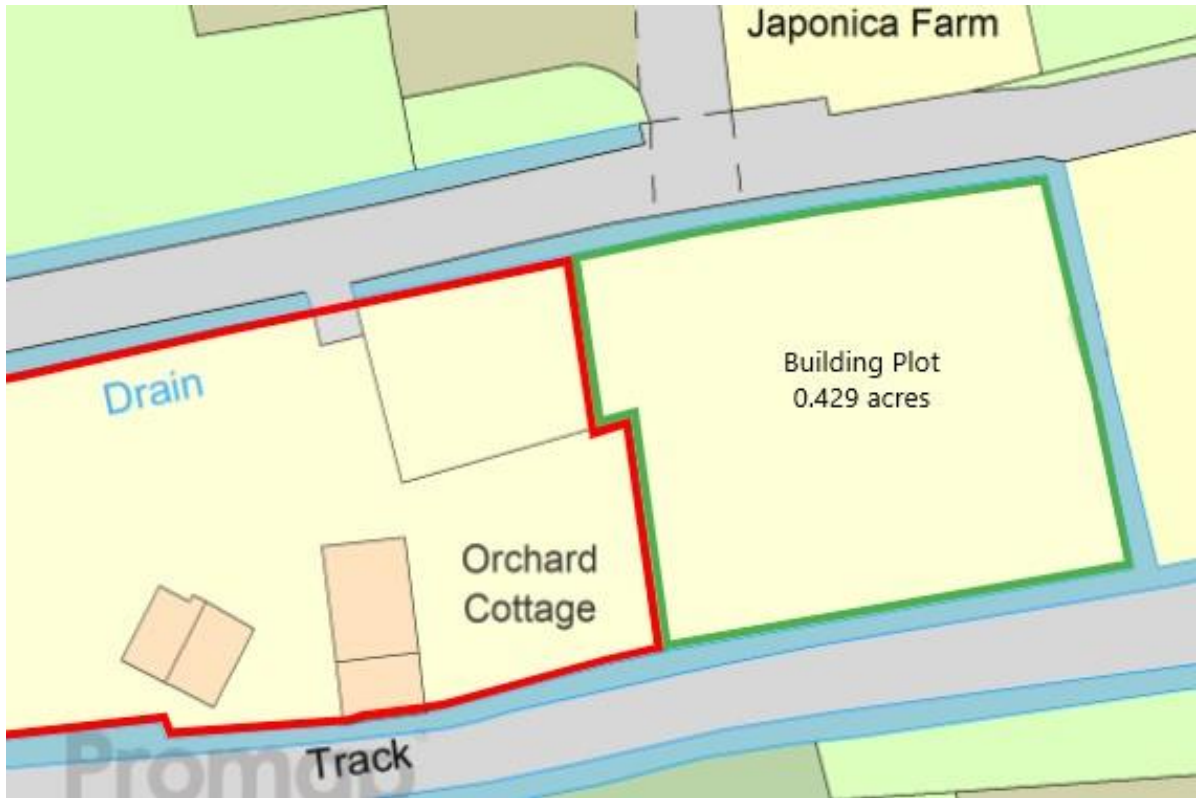 Japonica Farm
Building Plot
0.429 acres
Drain
Orchard
Cottage
Track
Promap